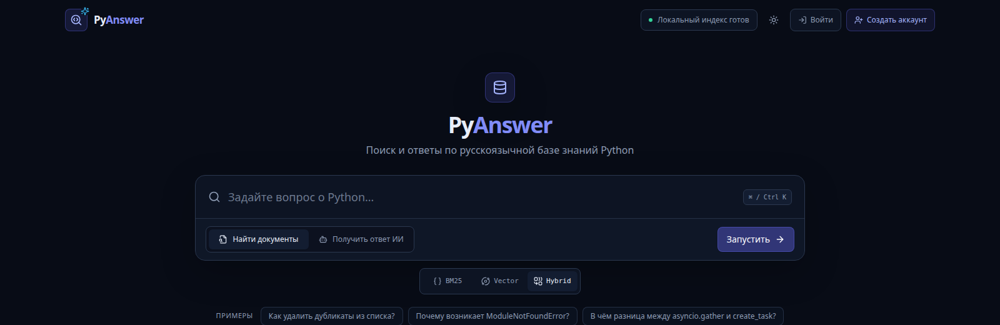 PyAnswer
Локальный индекс готов
Войти
Создать аккаунт
PyAnswer
Поиск и ответы по русскоязычной базе знаний Python
Задайте вопрос о Python...
⌘ / Ctrl K
Найти документы
Получить ответ ИИ
Запустить
BM25
Vector
Hybrid
ПРИМЕРЫ
Как удалить дубликаты из списка?
Почему возникает ModuleNotFoundError?
В чём разница между asyncio.gather и create_task?